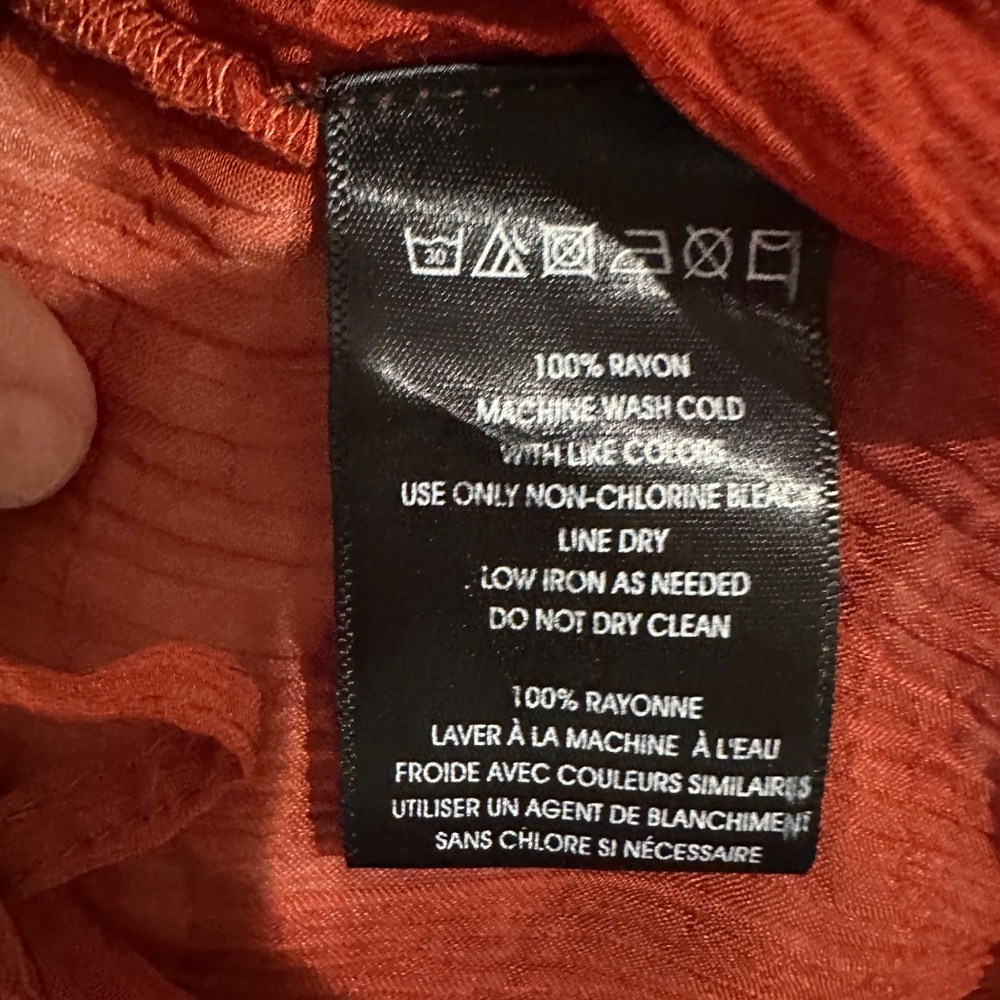 30
100% RAYON
MACHINE WASH COLD
WITH LIKE COLORS
USE ONLY NON-CHLORINE BLEACH
LINE DRY
LOW IRON AS NEEDED
DO NOT DRY CLEAN
100% RAYONNE
LAVER À LA MACHINE À L'EAU
FROIDE AVEC COULEURS SIMILAIRES
UTILISER UN AGENT DE BLANCHIMENT
SANS CHLORE SI NÉCESSAIRE